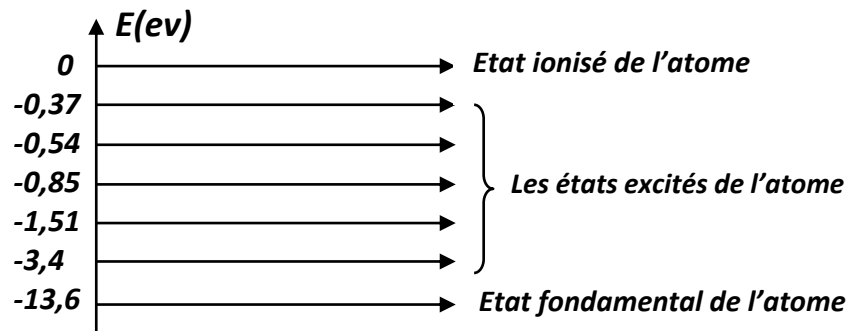 E(ev)
0 Etat ionisé de l’atome
-0,37
-0,54
-0,85 Les états excités de l’atome
-1,51
-3,4
-13,6 Etat fondamental de l’atome